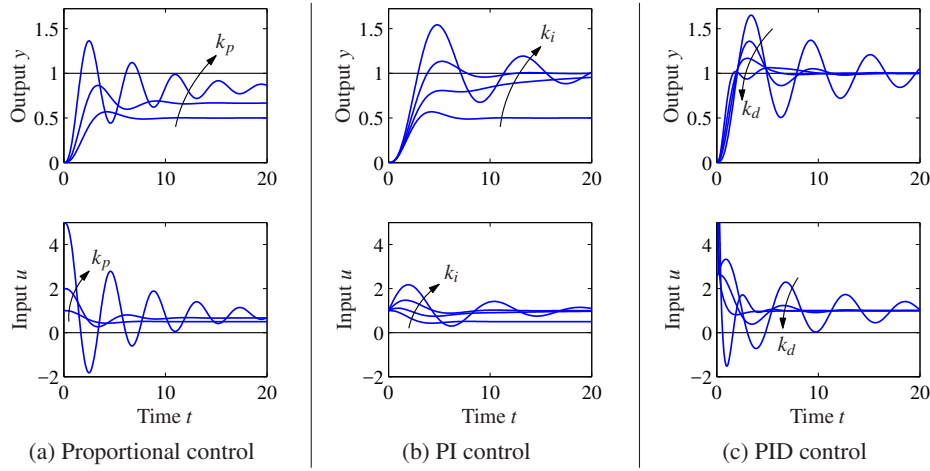 1.5
1
0.5
0
Output y
k_p
0
10
20
4
2
0
−2
Input u
k_p
0
10
20
Time t
(a) Proportional control
1.5
1
0.5
0
Output y
k_i
0
10
20
4
2
0
−2
Input u
k_i
0
10
20
Time t
(b) PI control
1.5
1
0.5
0
Output y
k_d
0
10
20
4
2
0
−2
Input u
k_d
0
10
20
Time t
(c) PID control